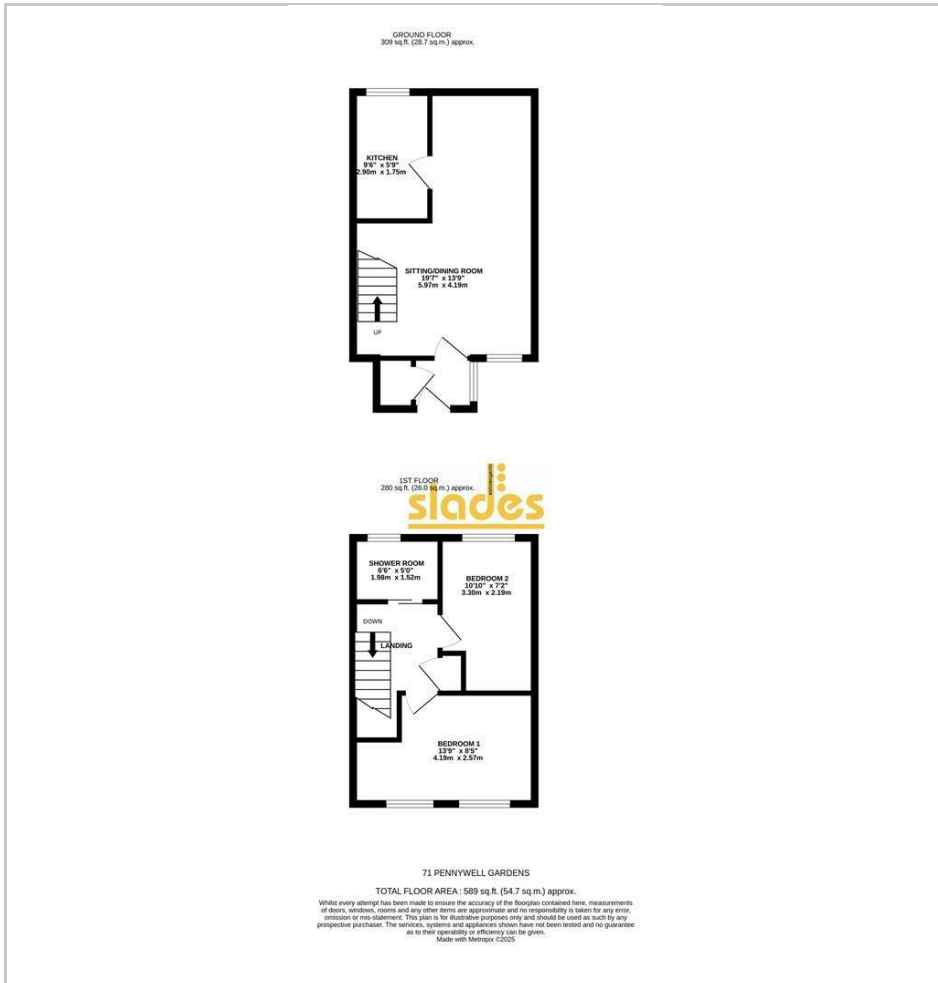 GROUND FLOOR
309 sq.ft. (28.7 sq.m.) approx.
KITCHEN
9'6" x 5'9"
2.90m x 1.75m
SITTING/DINING ROOM
19'7" x 13'9"
5.97m x 4.19m
UP
1ST FLOOR
280 sq.ft. (26.0 sq.m.) approx.
slades
SHOWER ROOM
6'6" x 5'0"
1.98m x 1.52m
BEDROOM 2
10'10" x 7'2"
3.30m x 2.19m
DOWN
LANDING
BEDROOM 1
13'9" x 8'5"
4.19m x 2.57m
71 PENNYWELL GARDENS
TOTAL FLOOR AREA : 589 sq.ft. (54.7 sq.m.) approx.
Whilst every attempt has been made to ensure the accuracy of the floorplan contained here, measurements
of doors, windows, rooms and any other items are approximate and no responsibility is taken for any error,
omission or mis-statement. This plan is for illustrative purposes only and should be used as such by any
prospective purchaser. The services, systems and appliances shown have not been tested and no guarantee
as to their operability or efficiency can be given.
Made with Metropix ©2025